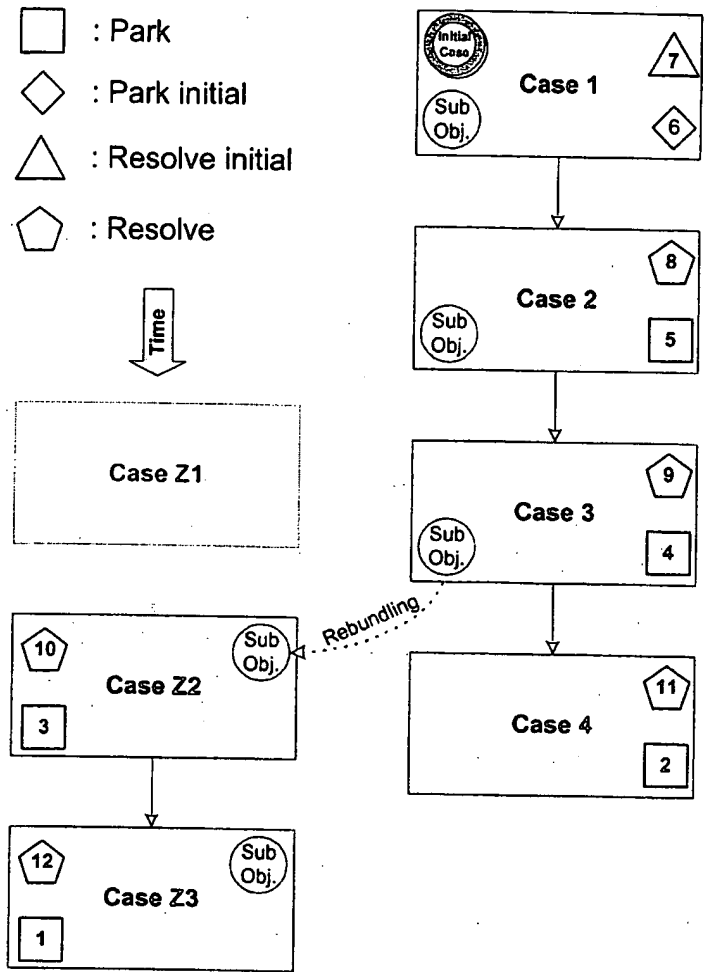 : Park
: Park initial
: Resolve initial
: Resolve
Time
Initial
Case
Case 1
7
Sub
Obj.
6
8
Case 2
Sub
Obj.
5
Case Z1
9
Case 3
Sub
Obj.
4
Rebundling
10
Sub
Obj.
Case Z2
3
11
Case 4
2
12
Sub
Obj.
Case Z3
1